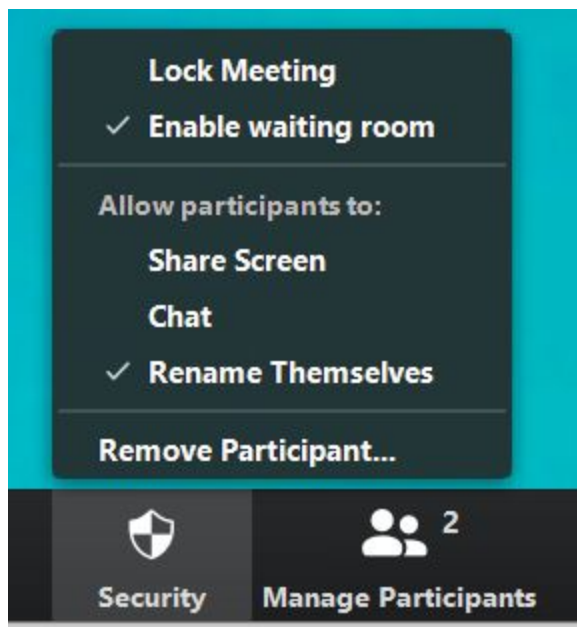 Lock Meeting
Enable waiting room
Allow participants to:
Share Screen
Chat
Rename Themselves
Remove Participant...
2
Security Manage Participants